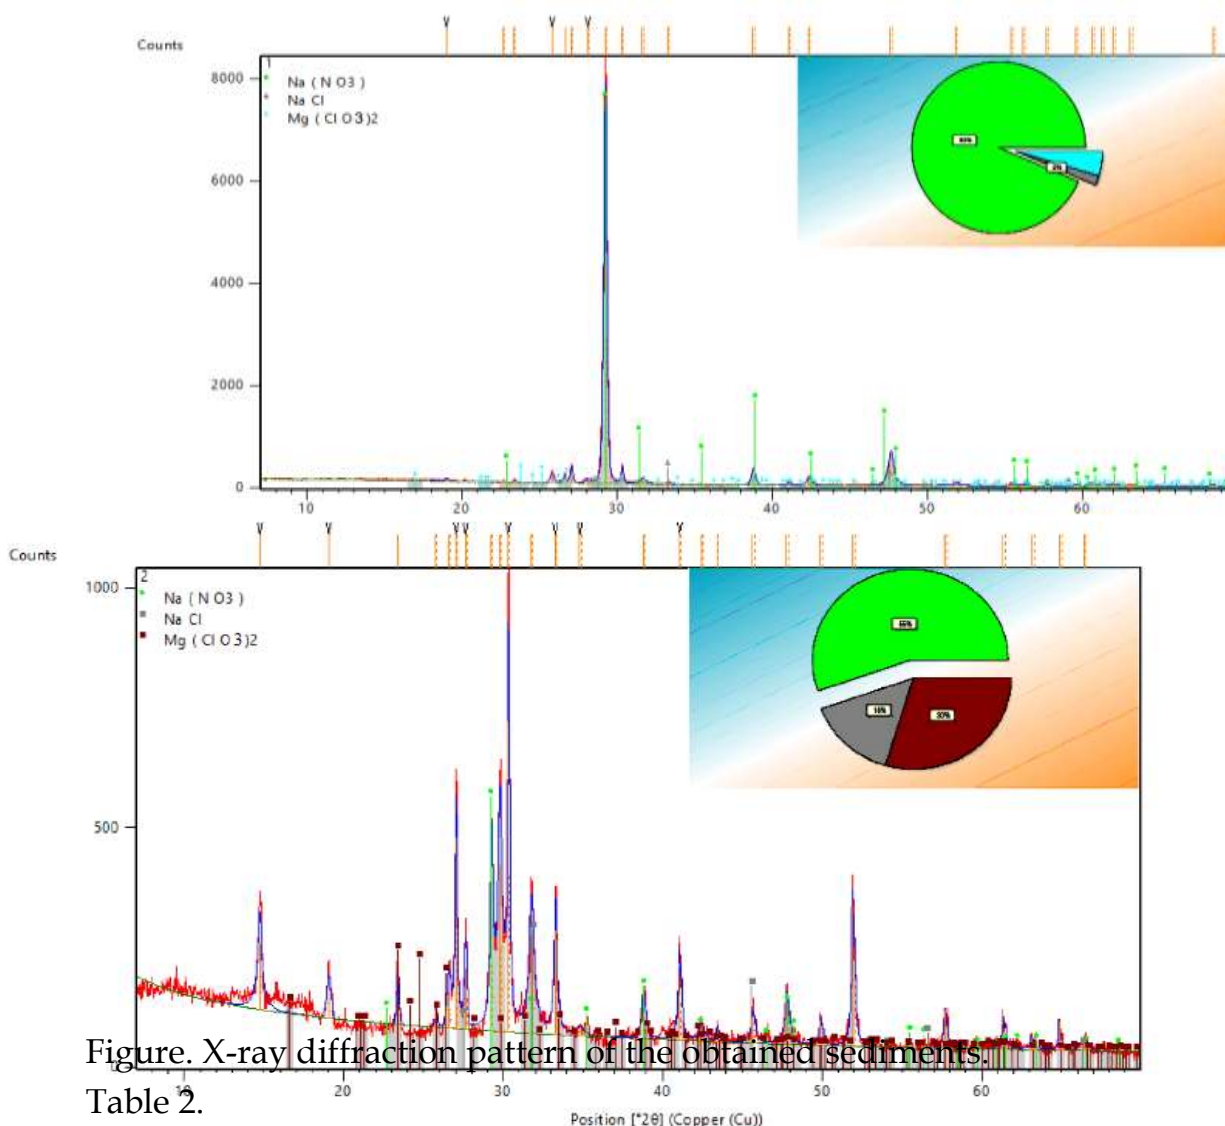 Counts
1
Na ( N O3 )
Na Cl
Mg ( Cl O 3 )2
8000
6000
4000
2000
0
10 20 30 40 50 60
Counts
2
Na ( N O3 )
Na Cl
Mg ( Cl O 3 )2
1000
30%
500
Figure. X-ray diffraction pattern of the obtained sediments.
10 20 30 40 50 60
Table 2.
Position [°2θ] (Copper (Cu))